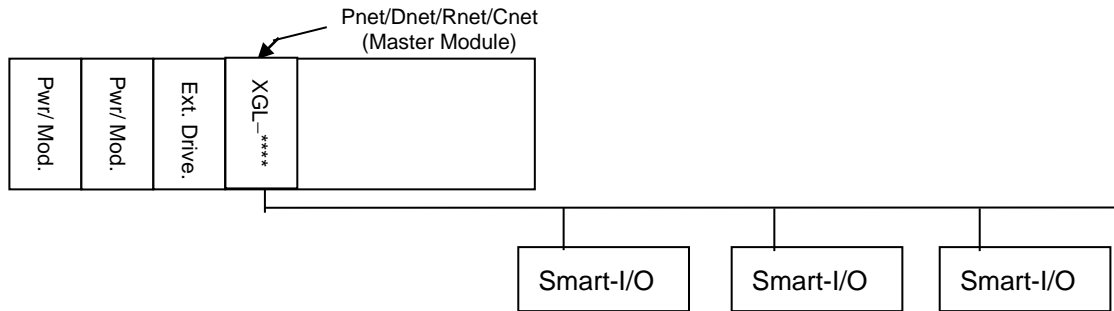 Pnet/Dnet/Rnet/Cnet
(Master Module)
Pwr/ Mod.
Pwr/ Mod.
Ext. Drive.
XGL_****
Smart-I/O
Smart-I/O
Smart-I/O